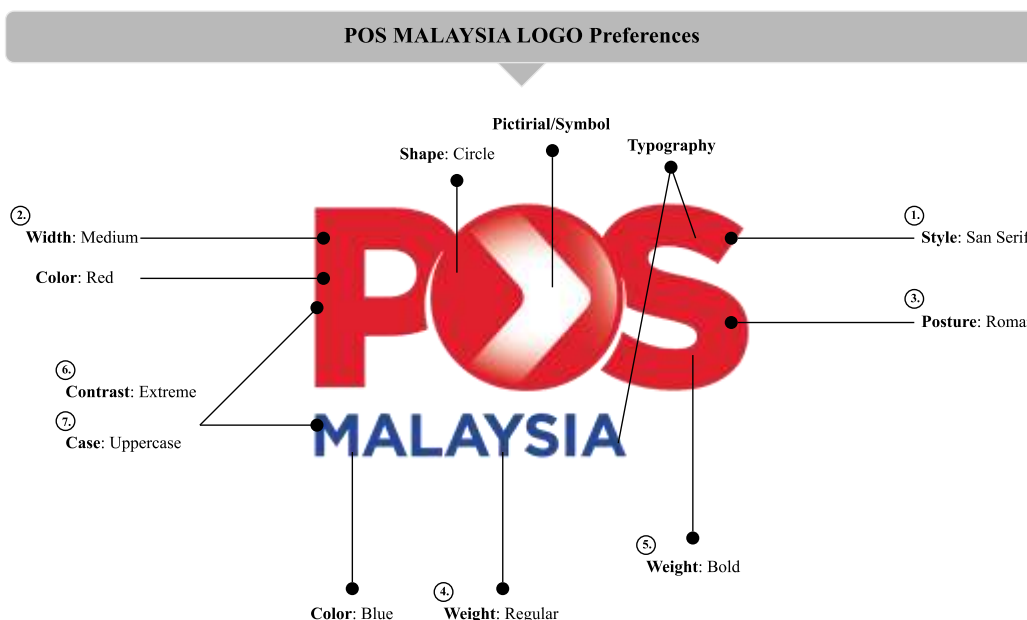 POS MALAYSIA LOGO Preferences
Pictirial/Symbol
Shape: Circle
Typography
2.
Width: Medium
1.
Style: San Serif
Color: Red
3.
Posture: Roma
POS
6.
Contrast: Extreme
7.
Case: Uppercase
MALAYSIA
5.
Weight: Bold
4.
Color: Blue
Weight: Regular